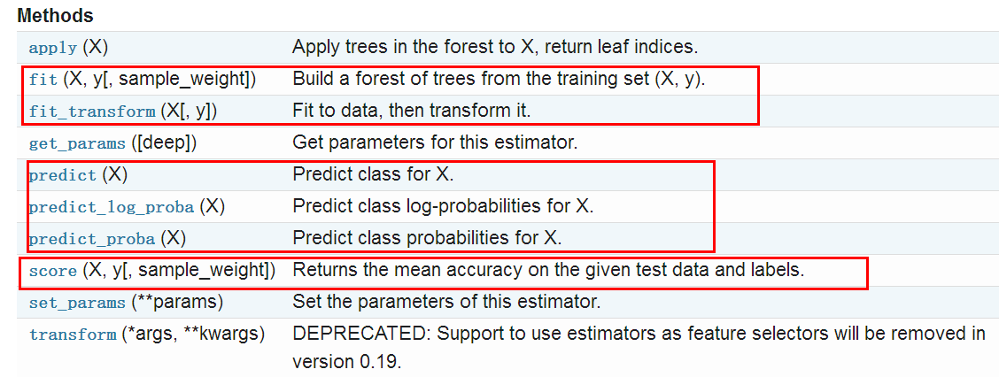 Methods
apply (X) Apply trees in the forest to X, return leaf indices.
fit (X, y[, sample_weight]) Build a forest of trees from the training set (X, y).
fit_transform (X[, y]) Fit to data, then transform it.
get_params ([deep]) Get parameters for this estimator.
predict (X) Predict class for X.
predict_log_proba (X) Predict class log-probabilities for X.
predict_proba (X) Predict class probabilities for X.
score (X, y[, sample_weight]) Returns the mean accuracy on the given test data and labels.
set_params (**params) Set the parameters of this estimator.
transform (*args, **kwargs) DEPRECATED: Support to use estimators as feature selectors will be removed in
version 0.19.